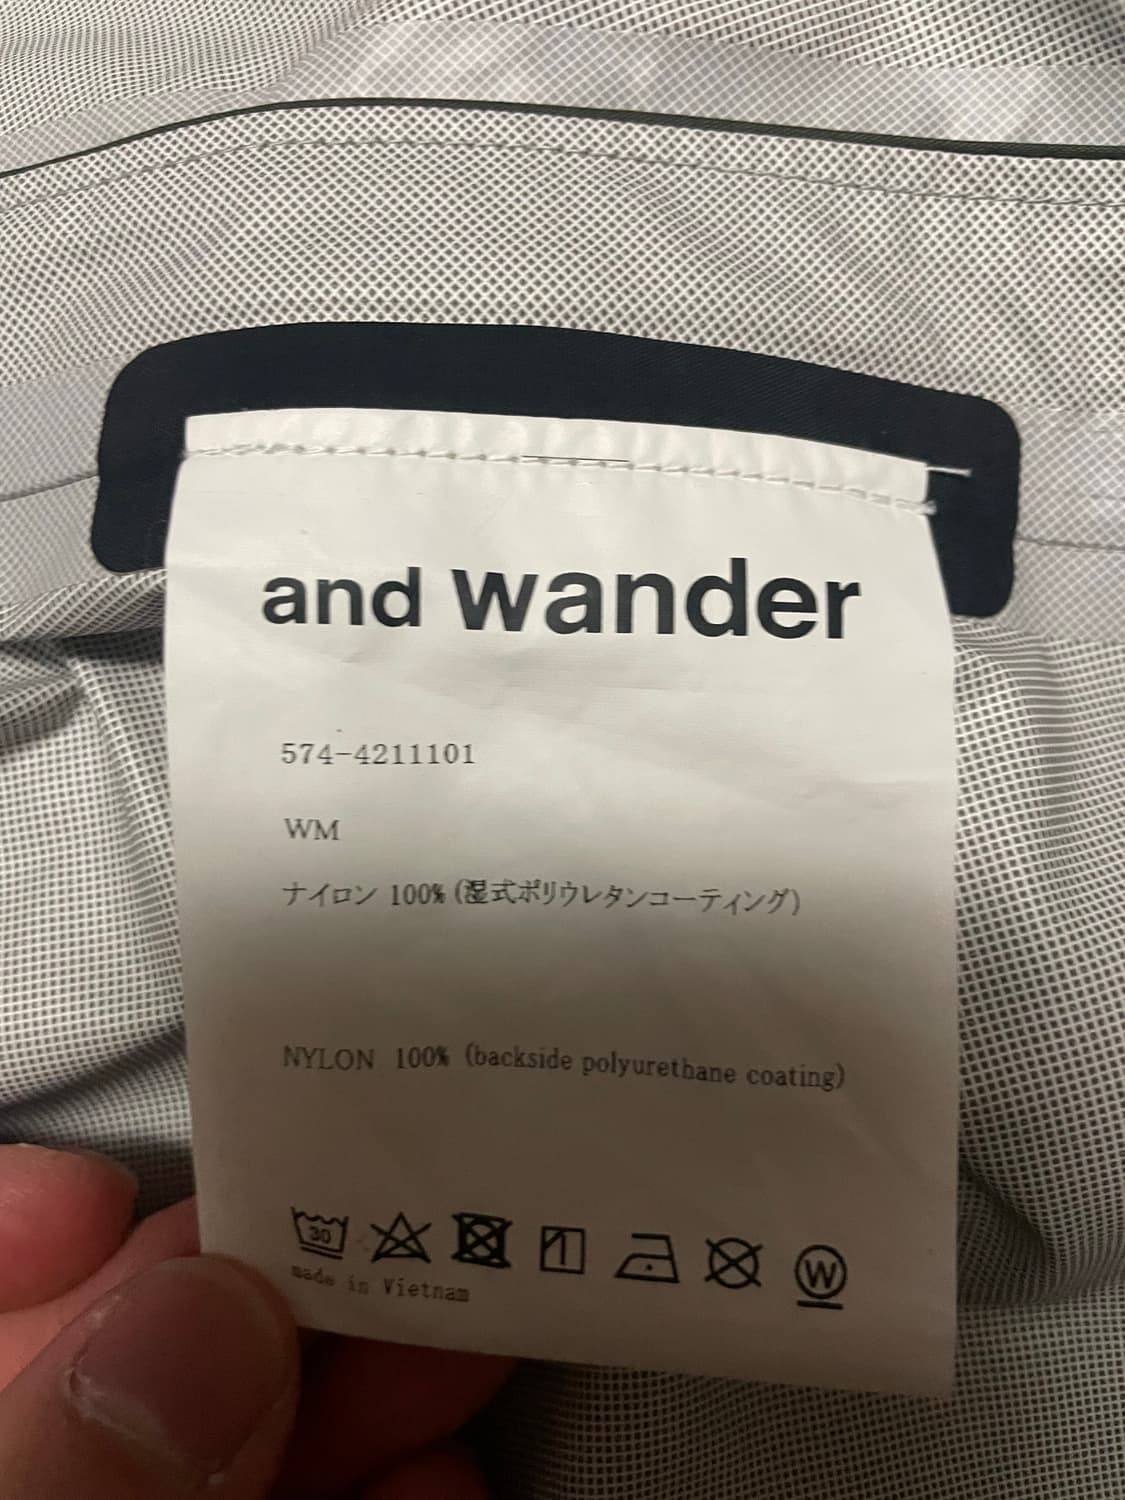 and wander
574-4211101
WM
ナイロン 100% (湿式ポリウレタンコーティング)
NYLON 100% (backside polyurethane coating)
30
W
made in Vietnam